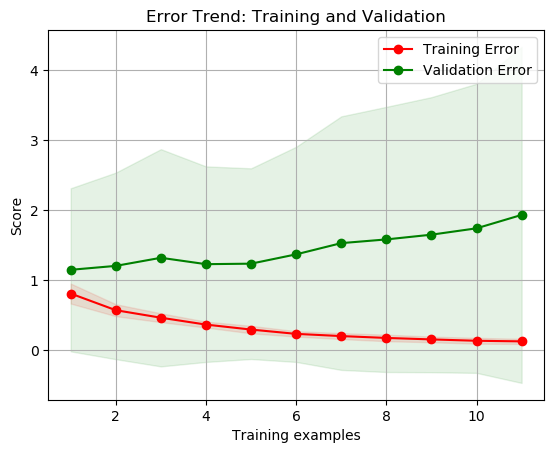 Error Trend: Training and Validation
Training Error
Validation Error
Score
4
3
2
1
0
2
4
6
8
10
Training examples